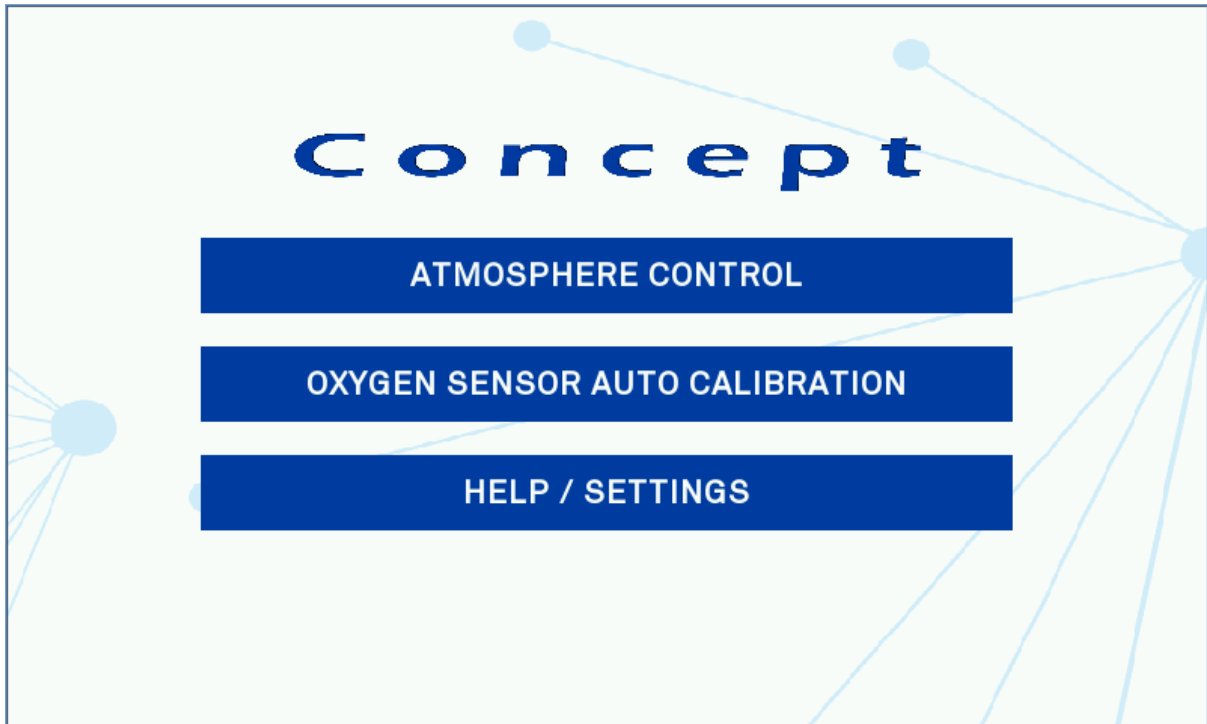 Concept
ATMOSPHERE CONTROL
OXYGEN SENSOR AUTO CALIBRATION
HELP / SETTINGS